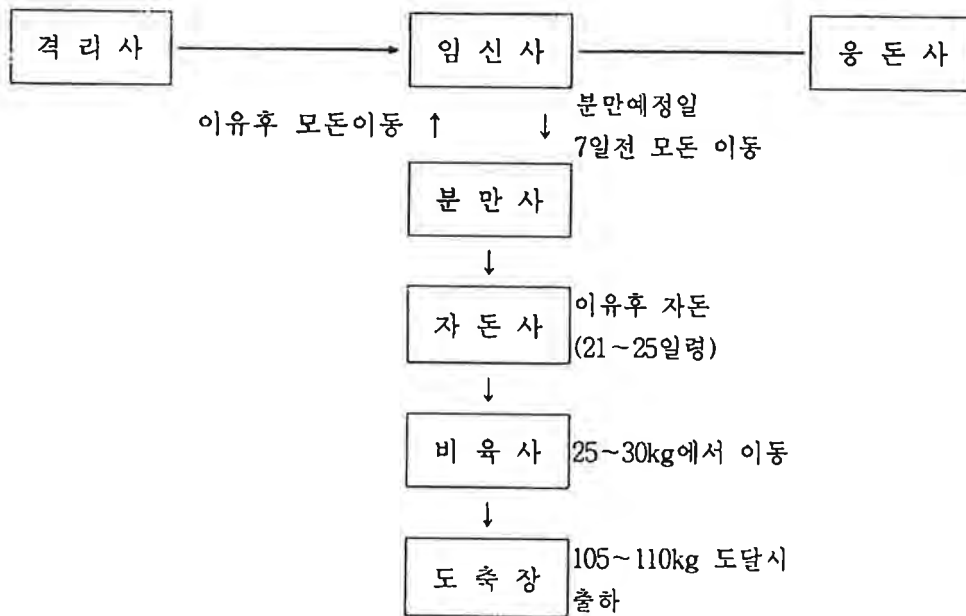 격 리 사
임 신 사
웅 돈 사
이유후 모돈이동 ↑
↓ 분만예정일
7일전 모돈 이동
분 만 사
↓
자 돈 사
이유후 자돈
(21~25일령)
↓
비 육 사
25~30kg에서 이동
↓
도 축 장
105~110kg 도달시
출하